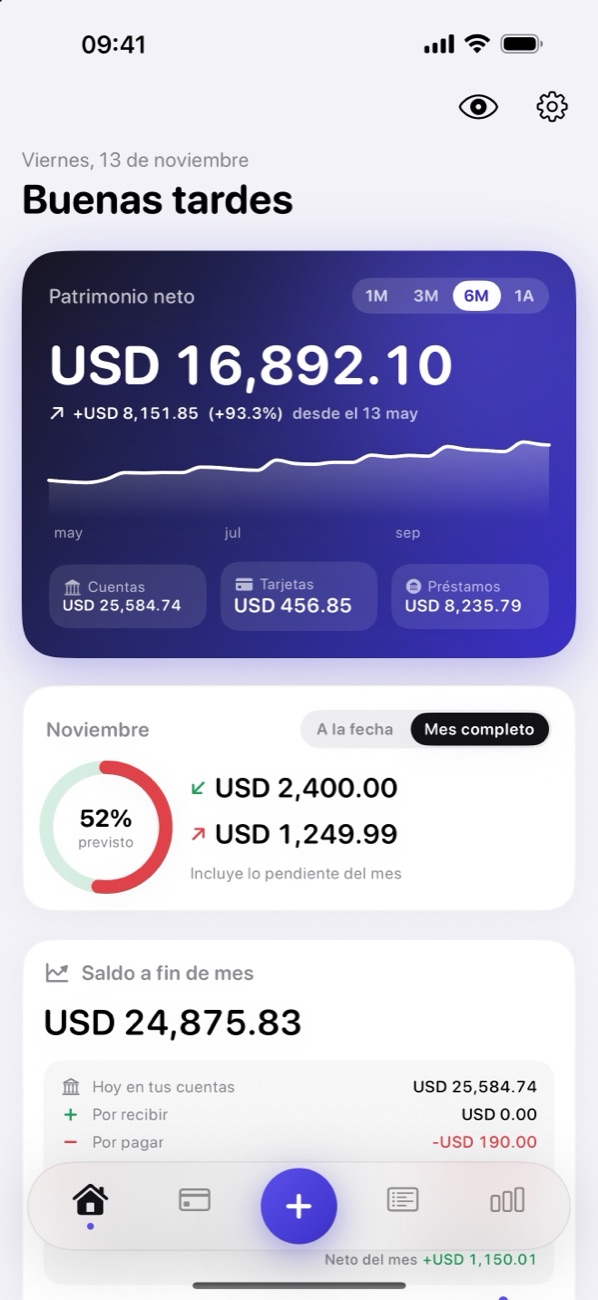 09:41
Viernes, 13 de noviembre
Buenas tardes
Patrimonio neto
1M 3M 6M 1A
USD 16,892.10
+USD 8,151.85 (+93.3%) desde el 13 may
may jul sep
Cuentas
USD 25,584.74
Tarjetas
USD 456.85
Préstamos
USD 8,235.79
Noviembre
A la fecha Mes completo
52%
previsto
USD 2,400.00
USD 1,249.99
Incluye lo pendiente del mes
Saldo a fin de mes
USD 24,875.83
Hoy en tus cuentas USD 25,584.74
+ Por recibir USD 0.00
− Por pagar -USD 190.00
Neto del mes +USD 1,150.01